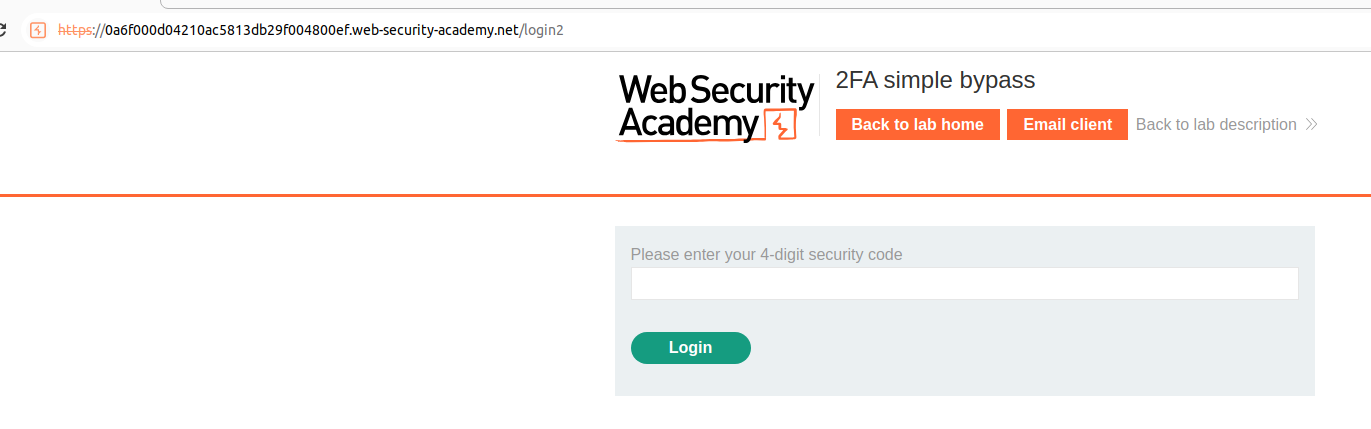 https://0a6f000d04210ac5813db29f004800ef.web-security-academy.net/login2
Web Security
Academy
2FA simple bypass
Back to lab home
Email client
Back to lab description
Please enter your 4-digit security code
Login